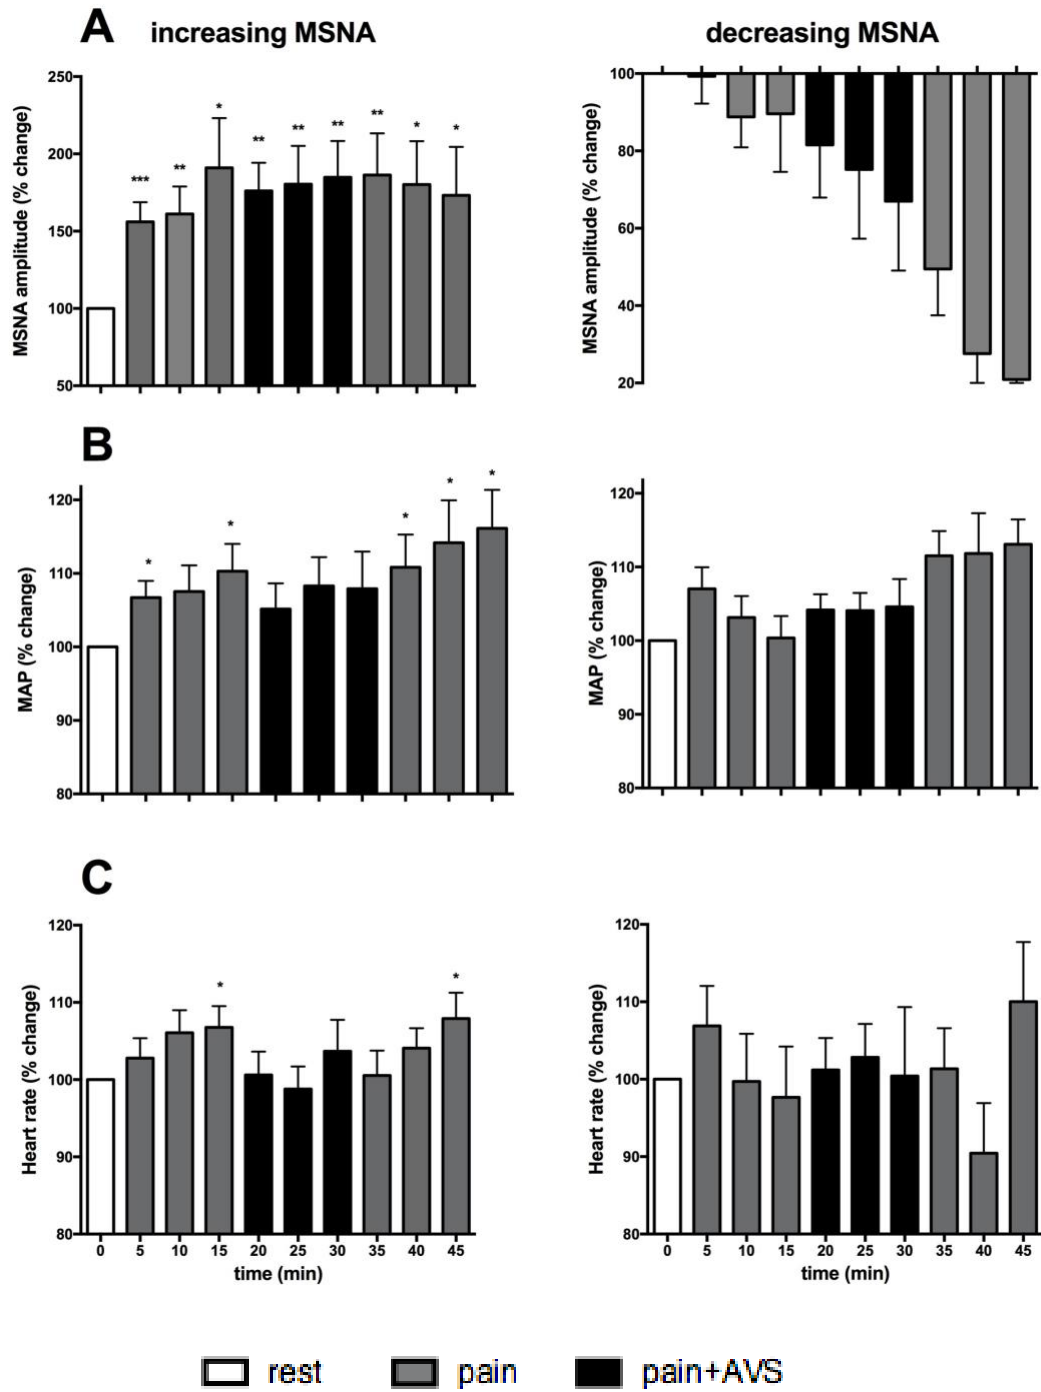 A increasing MSNA decreasing MSNA
MSNA amplitude (% change)
250
200
150
100
50
* ** *** ** ** ** ** * * *
MSNA amplitude (% change)
100
80
60
40
20
B
MAP (% change)
120
110
100
90
80
* * * * *
MAP (% change)
120
110
100
90
80
C
Heart rate (% change)
120
110
100
90
80
* *
0 5 10 15 20 25 30 35 40 45
time (min)
Heart rate (% change)
120
110
100
90
80
0 5 10 15 20 25 30 35 40 45
time (min)
rest pain pain+AVS